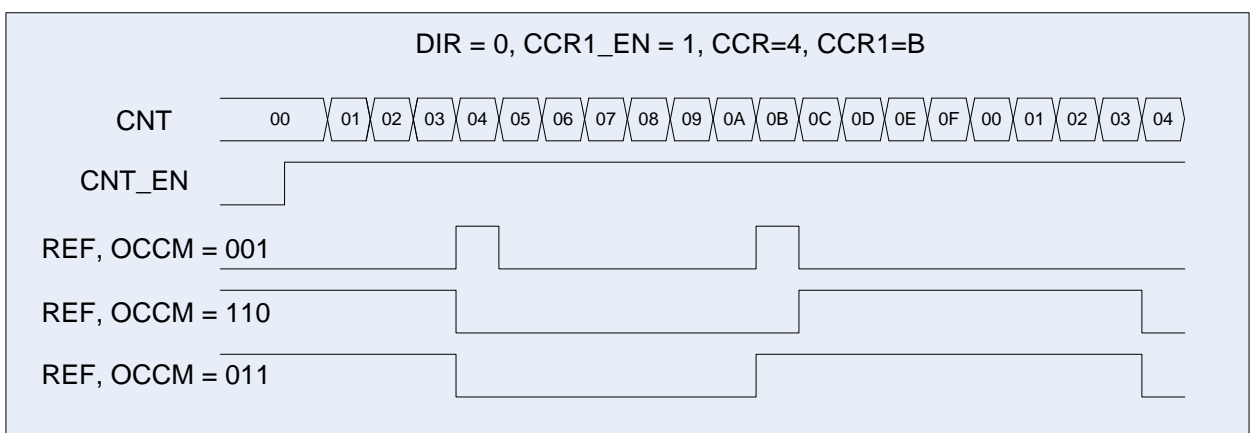 DIR = 0, CCR1_EN = 1, CCR=4, CCR1=B
CNT 00 01 02 03 04 05 06 07 08 09 0A 0B 0C 0D 0E 0F 00 01 02 03 04
CNT_EN
REF, OCCM = 001
REF, OCCM = 110
REF, OCCM = 011